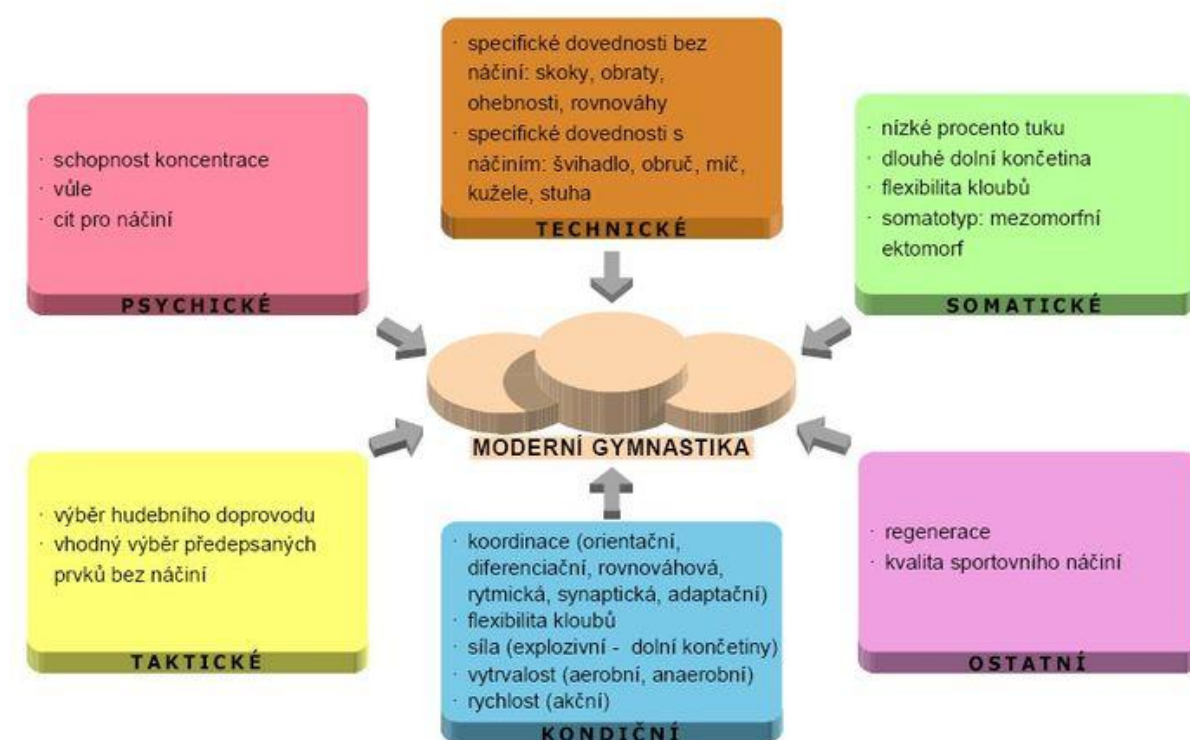 · specifické dovednosti bez
náčiní: skoky, obraty,
ohebnosti, rovnováhy
· specifické dovednosti s
náčiním: švihadlo, obruč, míč,
kužele, stuha
TECHNICKÉ
· schopnost koncentrace
· vůle
· cit pro náčiní
PSYCHICKÉ
· nízké procento tuku
· dlouhé dolní končetina
· flexibilita kloubů
· somatotyp: mezomorfní
ektomorf
SOMATICKÉ
MODERNÍ GYMNASTIKA
· výběr hudebního doprovodu
· vhodný výběr předepsaných
prvků bez náčiní
TAKTICKÉ
· koordinace (orientační,
diferenciační, rovnováhová,
rytmická, synaptická, adaptační)
· flexibilita kloubů
· síla (explozivní - dolní končetiny)
· vytrvalost (aerobní, anaerobní)
· rychlost (akční)
KONDIČNÍ
· regenerace
· kvalita sportovního náčiní
OSTATNÍ